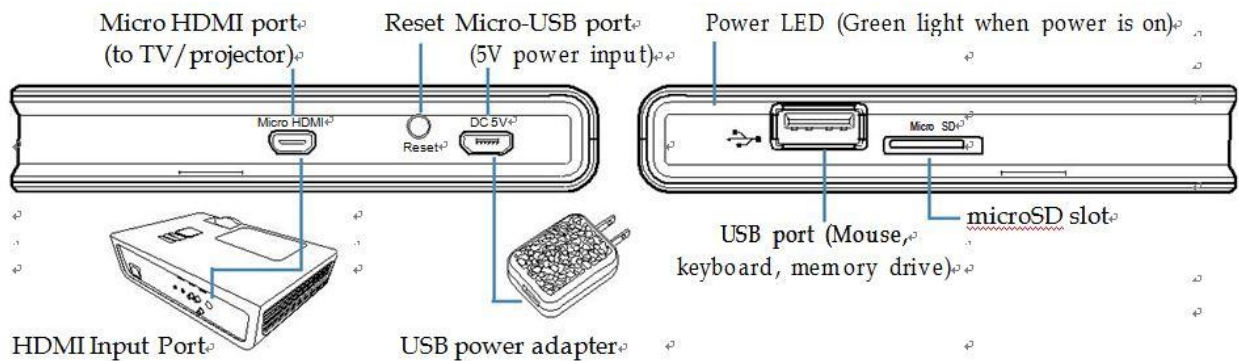 Micro HDMI port
(to TV/projector)
Reset
Micro-USB port
(5V power input)
Power LED (Green light when power is on)
Micro HDMI
Reset
DC 5V
Micro SD
microSD slot
USB port (Mouse,
keyboard, memory drive)
HDMI Input Port
USB power adapter